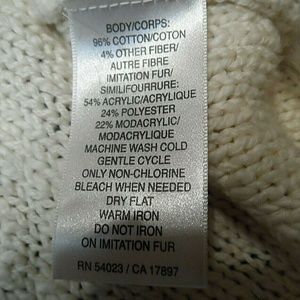 BODY/CORPS:
96% COTTON/COTON
4% OTHER FIBER/
AUTRE FIBRE
IMITATION FUR/
SIMILIFOURRURE:
54% ACRYLIC/ACRYLIQUE
24% POLYESTER
22% MODACRYLIC/
MODACRYLIQUE
MACHINE WASH COLD
GENTLE CYCLE
ONLY NON-CHLORINE
BLEACH WHEN NEEDED
DRY FLAT
WARM IRON
DO NOT IRON
ON IMITATION FUR
RN 54023 / CA 17897